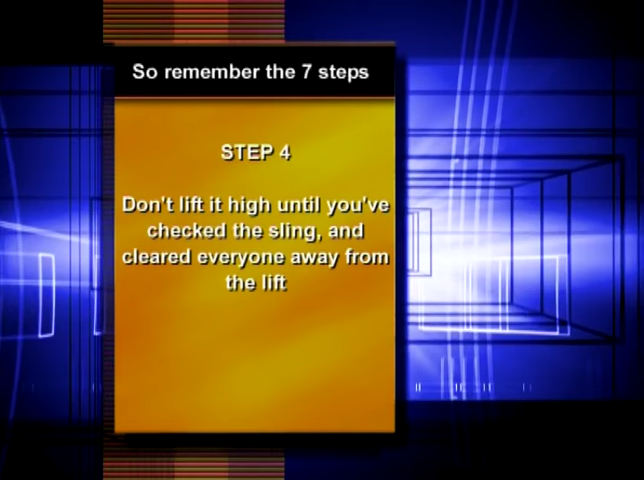 So remember the 7 steps
STEP 4
Don't lift it high until you've
checked the sling, and
cleared everyone away from
the lift